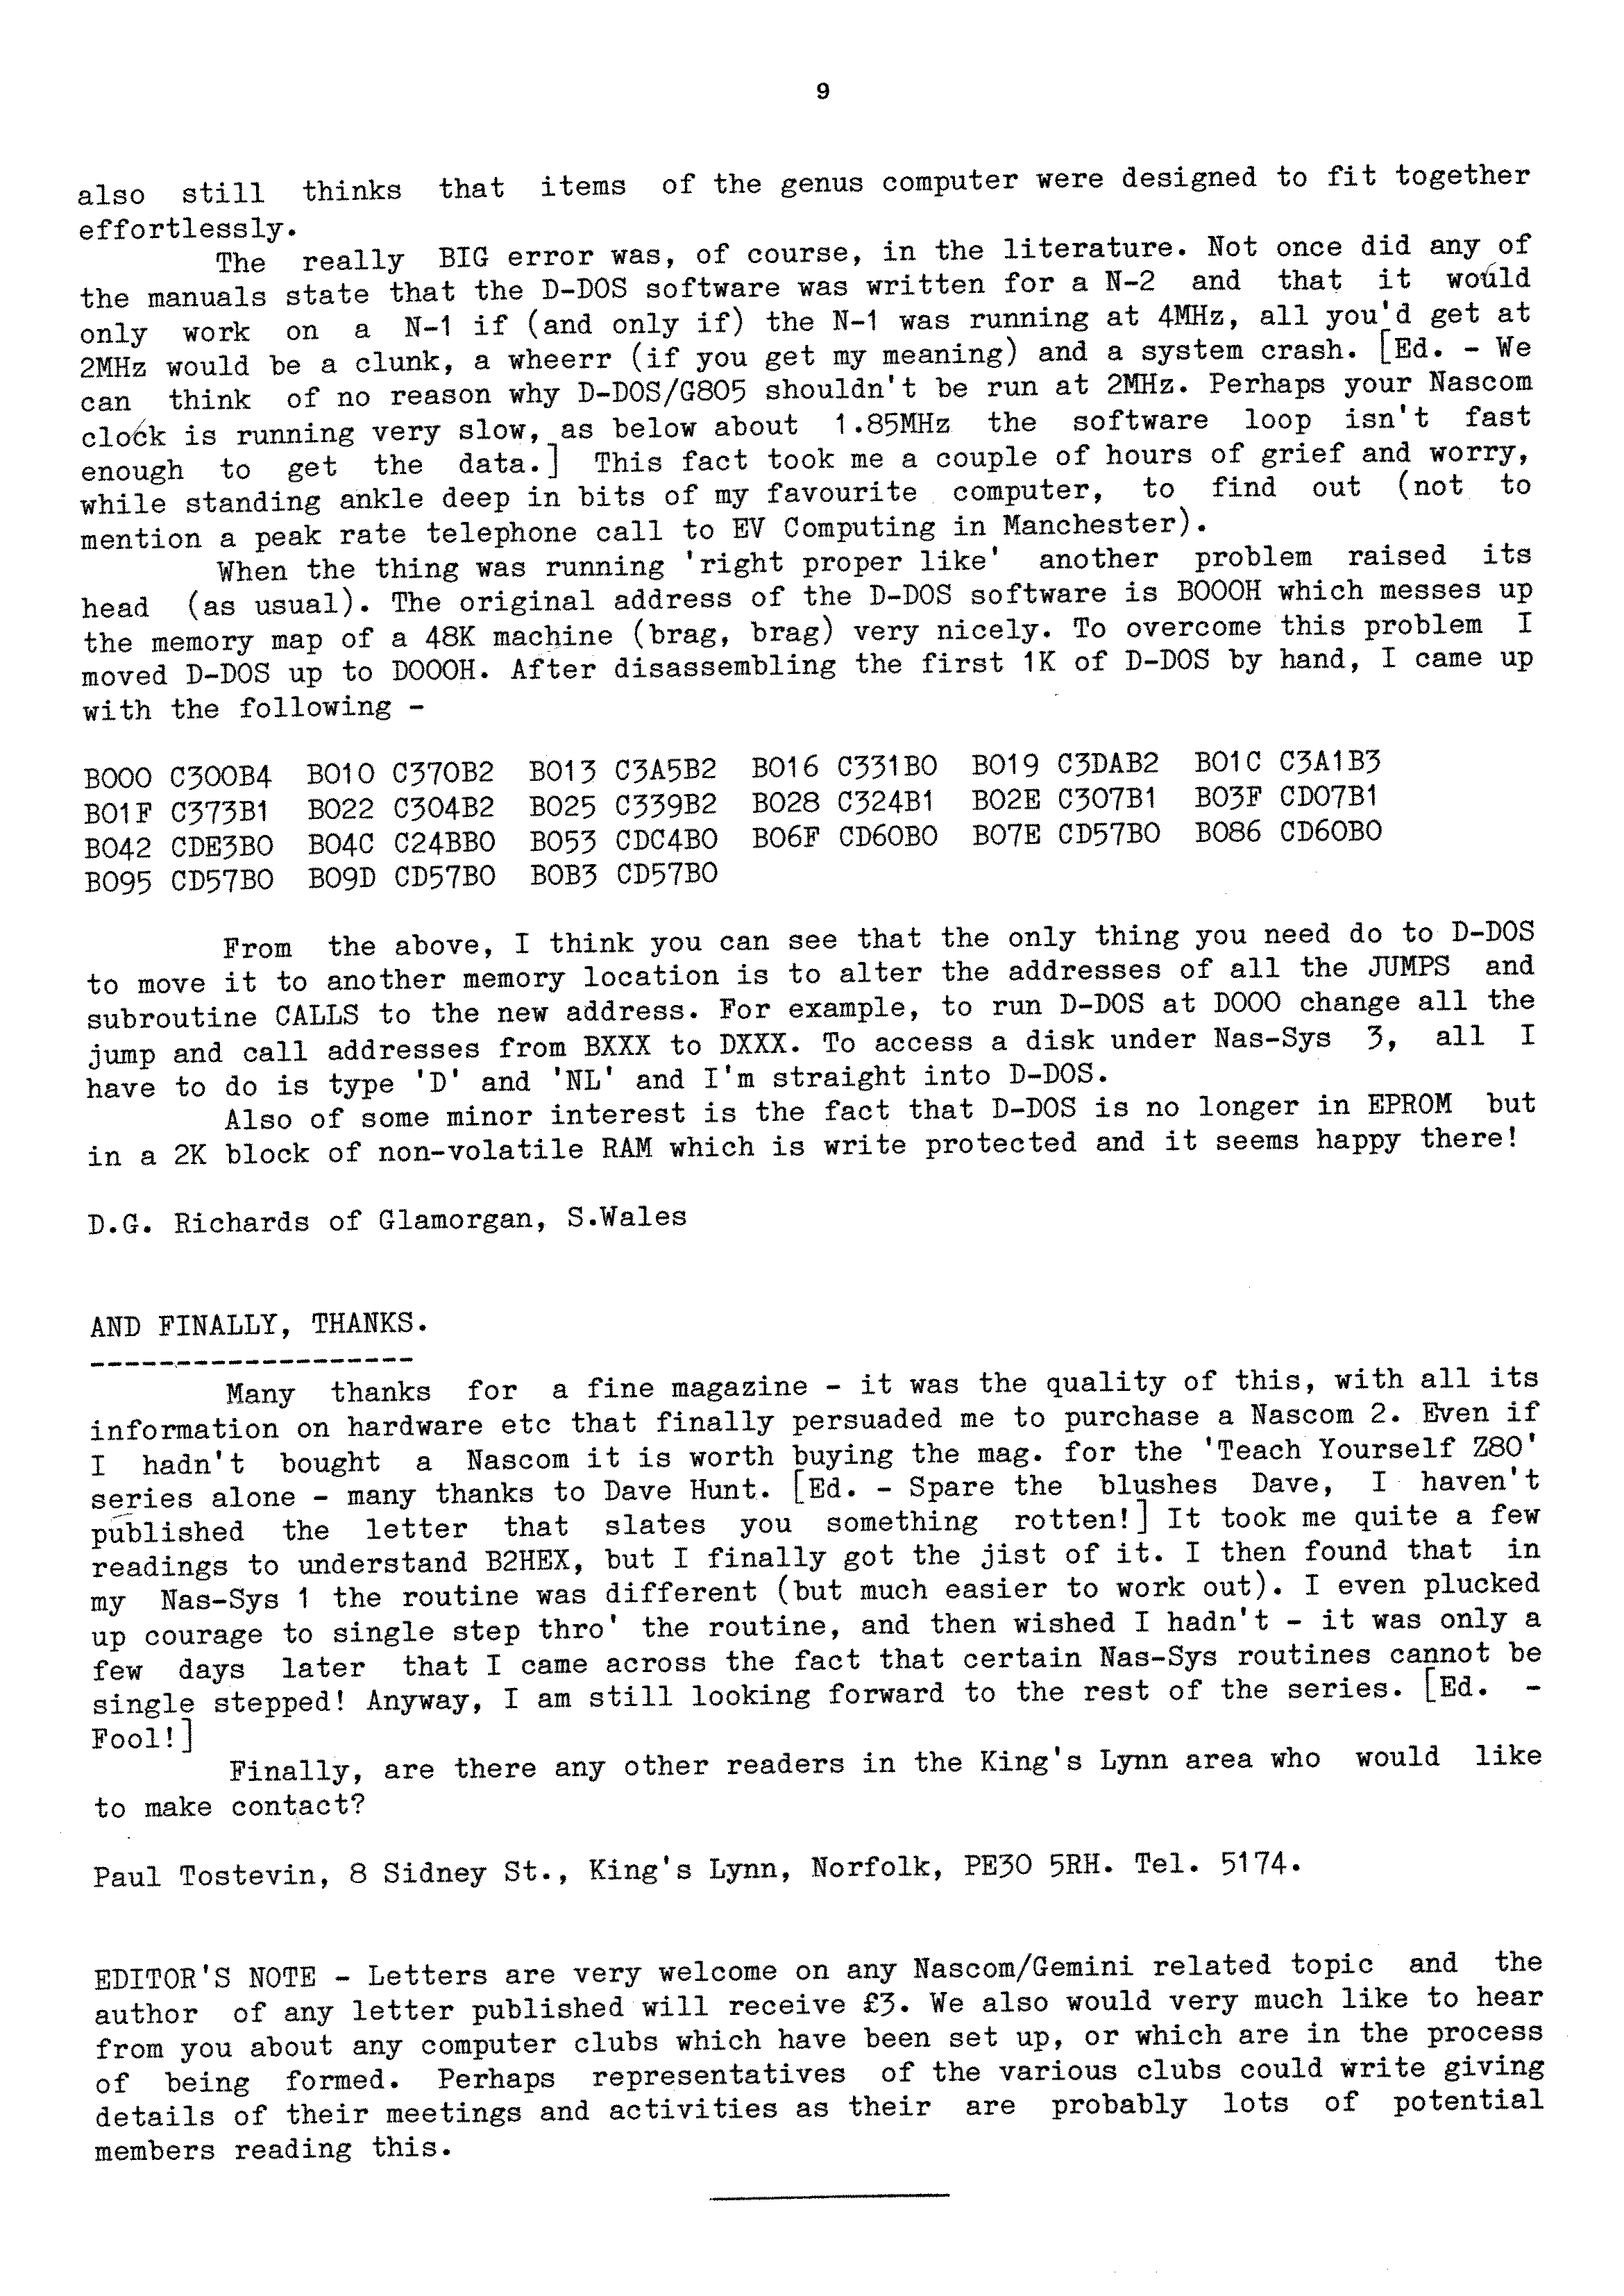 9
also still thinks that items of the genus computer were designed to fit together
effortlessly.
The really BIG error was, of course, in the literature. Not once did any of
the manuals state that the D-DOS software was written for a N-2 and that it would
only work on a N-1 if (and only if) the N-1 was running at 4MHz, all you'd get at
2MHz would be a clunk, a wheerr (if you get my meaning) and a system crash. [Ed. - We
can think of no reason why D-DOS/G805 shouldn't be run at 2MHz. Perhaps your Nascom
clock is running very slow, as below about 1.85MHz the software loop isn't fast
enough to get the data.] This fact took me a couple of hours of grief and worry,
while standing ankle deep in bits of my favourite computer, to find out (not to
mention a peak rate telephone call to EV Computing in Manchester).
When the thing was running 'right proper like' another problem raised its
head (as usual). The original address of the D-DOS software is B000H which messes up
the memory map of a 48K machine (brag, brag) very nicely. To overcome this problem I
moved D-DOS up to D000H. After disassembling the first 1K of D-DOS by hand, I came up
with the following -
B000 C300B4 B010 C370B2 B013 C3A5B2 B016 C331B0 B019 C3DAB2 B01C C3A1B3
B01F C373B1 B022 C304B2 B025 C339B2 B028 C324B1 B02E C307B1 B03F CD07B1
B042 CDE3B0 B04C C24BB0 B053 CDC4B0 B06F CD60B0 B07E CD57B0 B086 CD60B0
B095 CD57B0 B09D CD57B0 B0B3 CD57B0
From the above, I think you can see that the only thing you need do to D-DOS
to move it to another memory location is to alter the addresses of all the JUMPS and
subroutine CALLS to the new address. For example, to run D-DOS at D000 change all the
jump and call addresses from BXXX to DXXX. To access a disk under Nas-Sys 3, all I
have to do is type 'D' and 'NL' and I'm straight into D-DOS.
Also of some minor interest is the fact that D-DOS is no longer in EPROM but
in a 2K block of non-volatile RAM which is write protected and it seems happy there!
D.G. Richards of Glamorgan, S.Wales
AND FINALLY, THANKS.
-------------------
Many thanks for a fine magazine - it was the quality of this, with all its
information on hardware etc that finally persuaded me to purchase a Nascom 2. Even if
I hadn't bought a Nascom it is worth buying the mag. for the 'Teach Yourself Z80'
series alone - many thanks to Dave Hunt. [Ed. - Spare the blushes Dave, I haven't
published the letter that slates you something rotten!] It took me quite a few
readings to understand B2HEX, but I finally got the jist of it. I then found that in
my Nas-Sys 1 the routine was different (but much easier to work out). I even plucked
up courage to single step thro' the routine, and then wished I hadn't - it was only a
few days later that I came across the fact that certain Nas-Sys routines cannot be
single stepped! Anyway, I am still looking forward to the rest of the series. [Ed. -
Fool!]
Finally, are there any other readers in the King's Lynn area who would like
to make contact?
Paul Tostevin, 8 Sidney St., King's Lynn, Norfolk, PE30 5RH. Tel. 5174.
EDITOR'S NOTE - Letters are very welcome on any Nascom/Gemini related topic and the
author of any letter published will receive £3. We also would very much like to hear
from you about any computer clubs which have been set up, or which are in the process
of being formed. Perhaps representatives of the various clubs could write giving
details of their meetings and activities as their are probably lots of potential
members reading this.